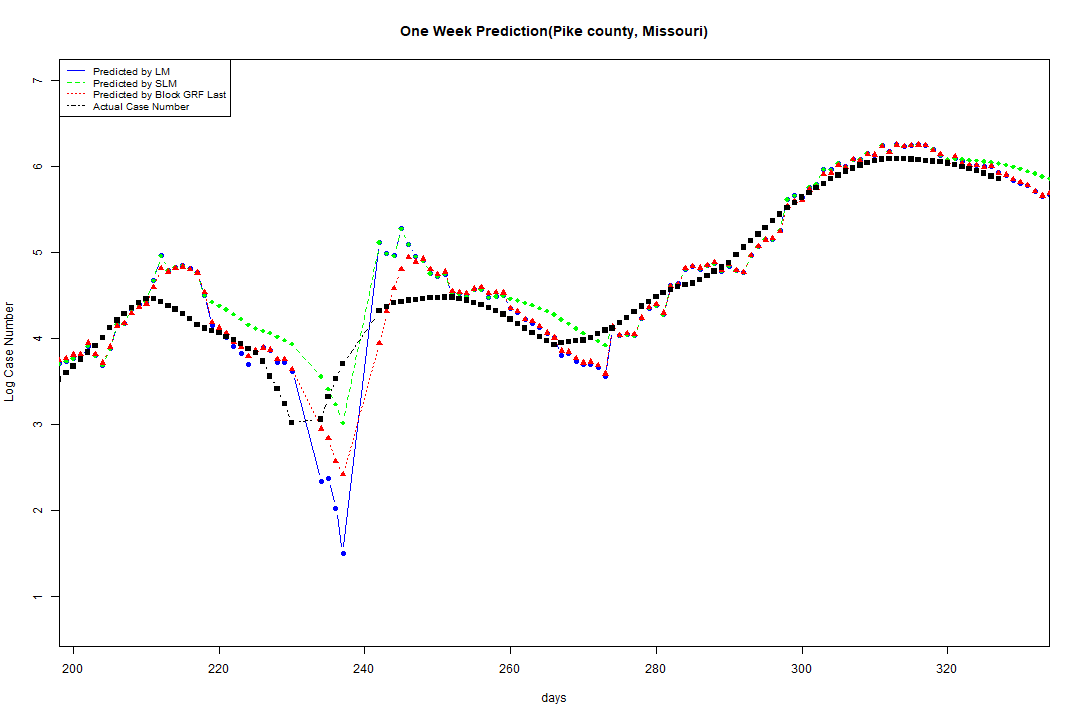 One Week Prediction(Pike county, Missouri)
Predicted by LM
Predicted by SLM
Predicted by Block GRF Last
Actual Case Number
Log Case Number
7
6
5
4
3
2
1
200 220 240 260 280 300 320
days